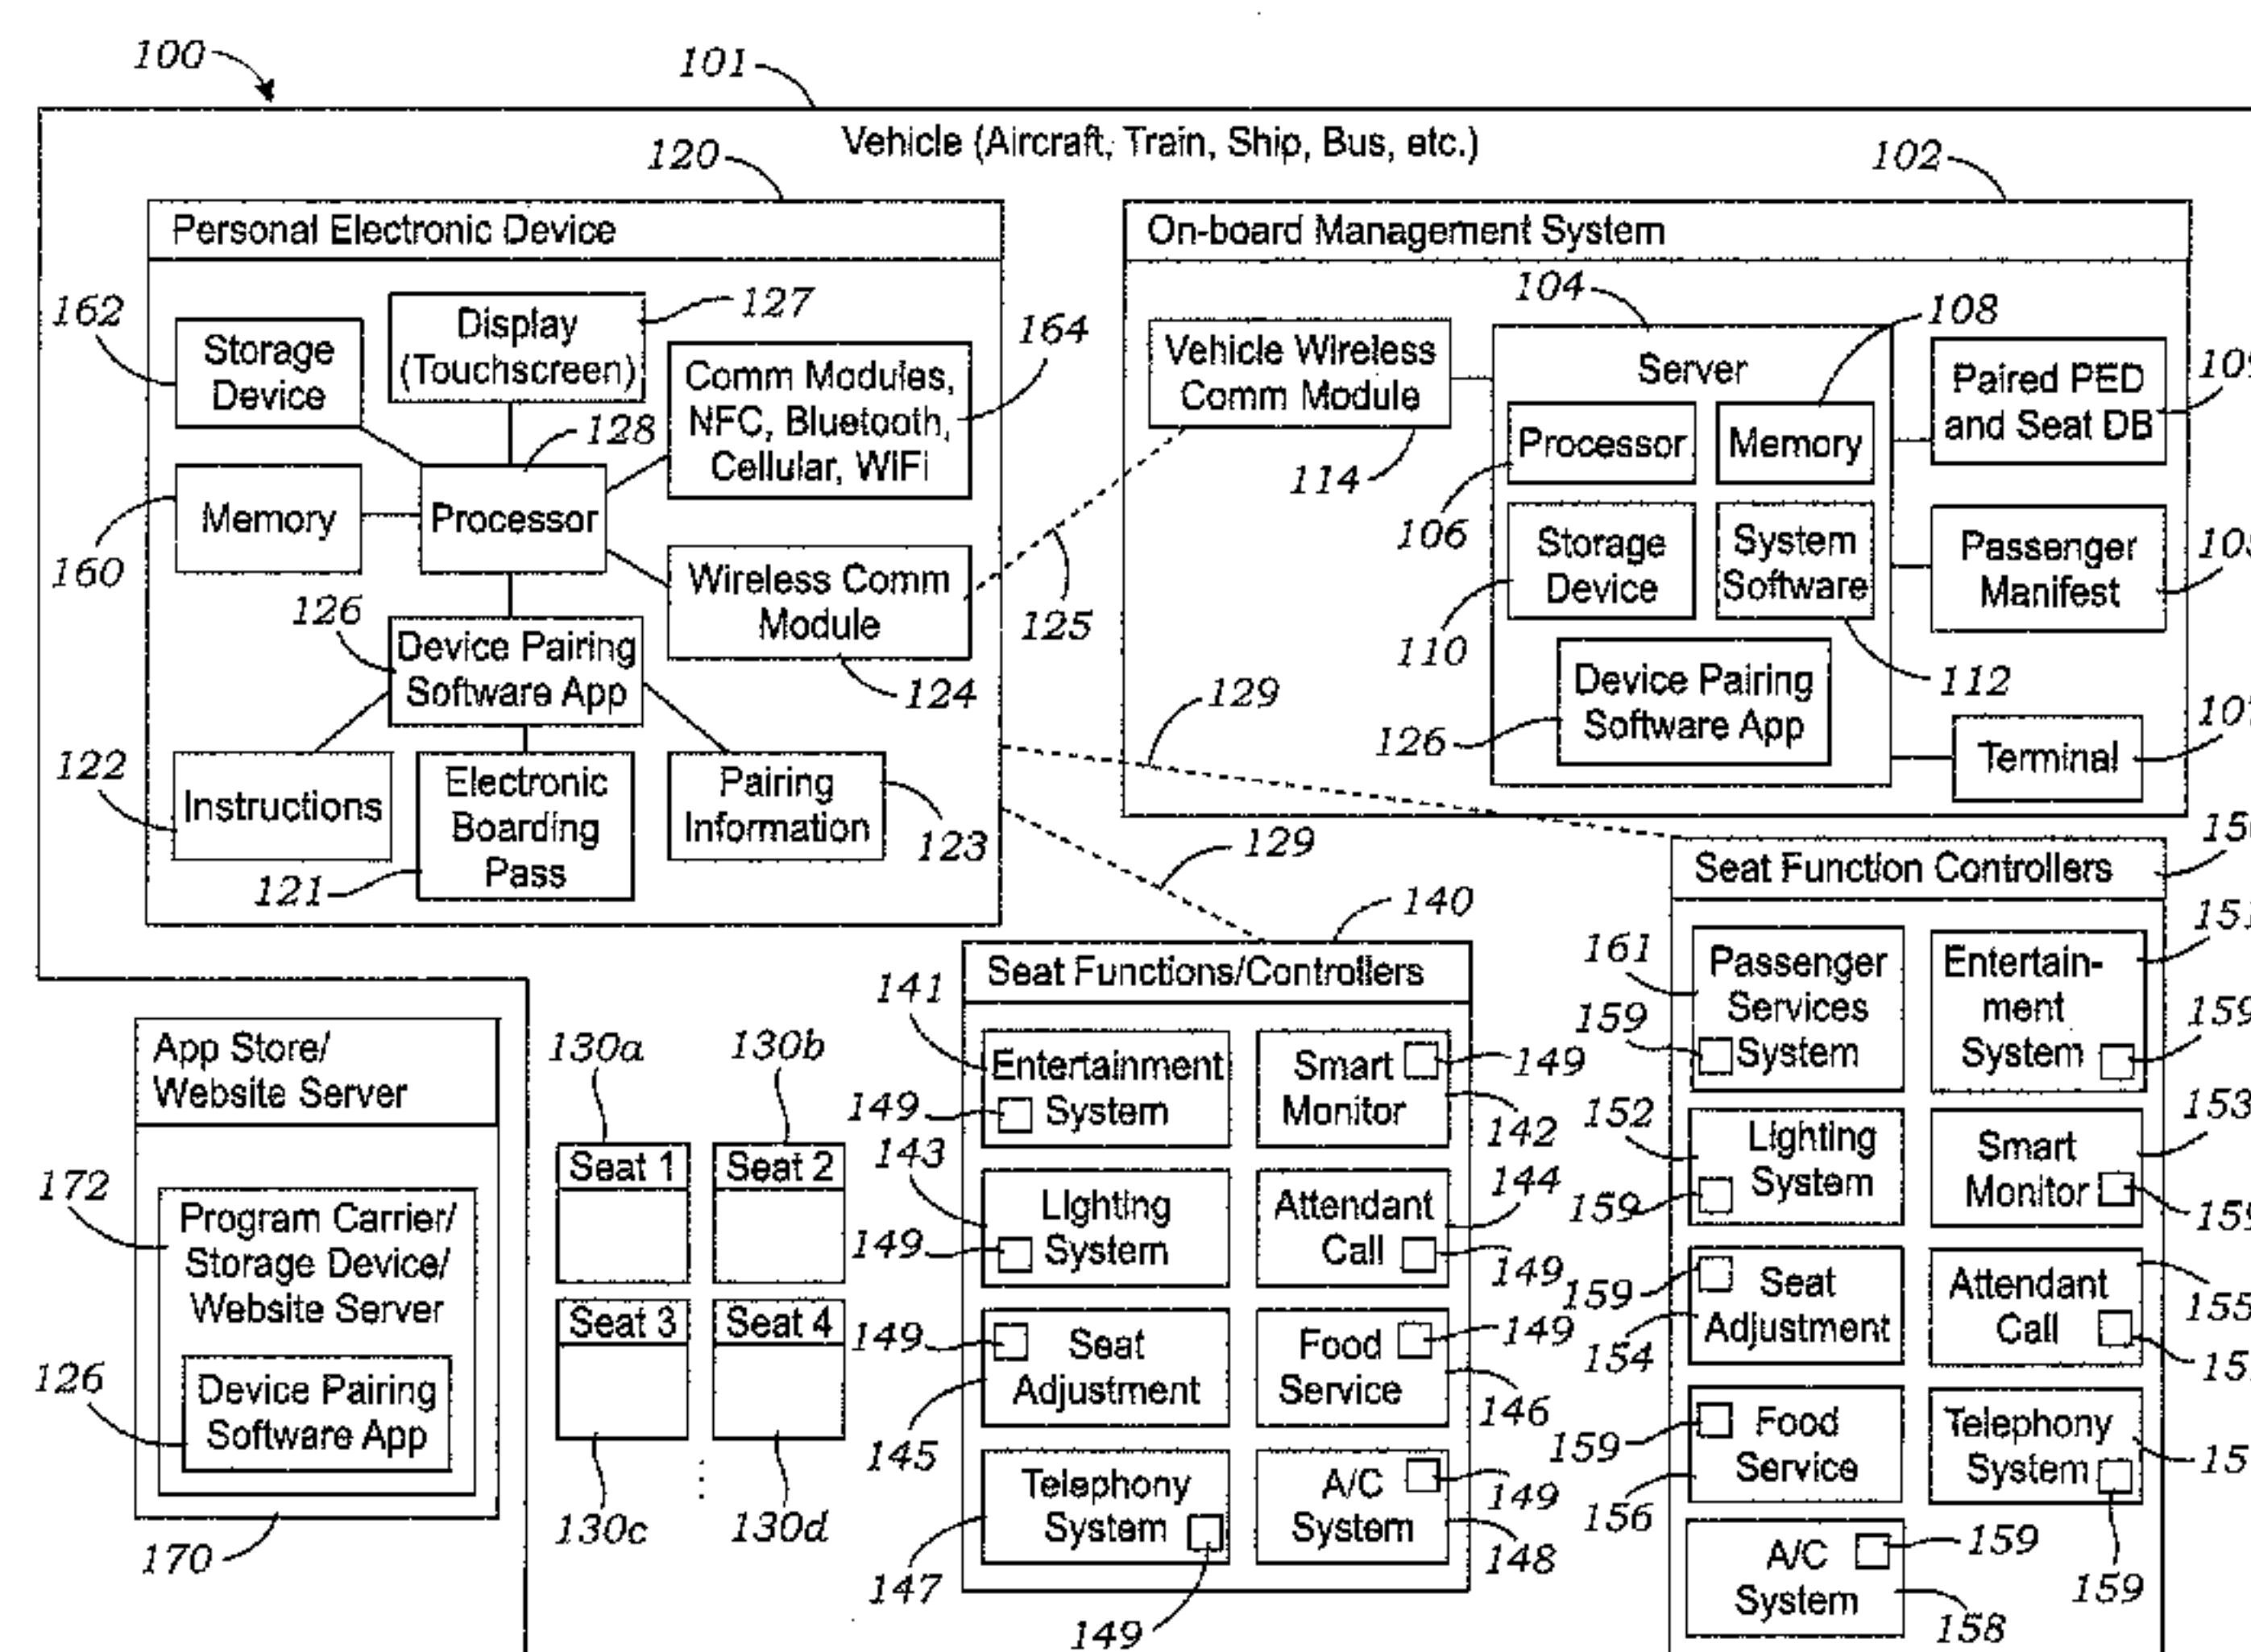 100
101
Vehicle (Aircraft, Train, Ship, Bus, etc.)
120
102
Personal Electronic Device
162
Storage
Device
Display
(Touchscreen)
127
164
Comm Modules,
NFC, Bluetooth,
Cellular, WiFi
128
Memory
160
Processor
Wireless Comm
Module
124
125
126
Device Pairing
Software App
122
Instructions
Electronic
Boarding
Pass
121
Pairing
Information
123
On-board Management System
104
108
Vehicle Wireless
Comm Module
114
Server
Processor
106
Memory
Paired PED
and Seat DB
Storage
Device
110
System
Software
112
Passenger
Manifest
Device Pairing
Software App
126
Terminal
129
129
App Store/
Website Server
172
Program Carrier/
Storage Device/
Website Server
126
Device Pairing
Software App
170
130a
130b
Seat 1
Seat 2
Seat 3
Seat 4
130c
130d
140
Seat Functions/Controllers
141
Entertainment
System
149
Smart
Monitor
149
142
143
Lighting
System
149
144
Attendant
Call
149
149
Seat
Adjustment
145
Food
Service
149
146
Telephony
System
147
149
A/C
System
149
148
Seat Function Controllers
161
Passenger
Services
System
159
Entertain-
ment
System
152
Lighting
System
159
153
Smart
Monitor
159
Seat
Adjustment
154
Attendant
Call
155
159
Food
Service
156
Telephony
System
159
A/C
System
159
158